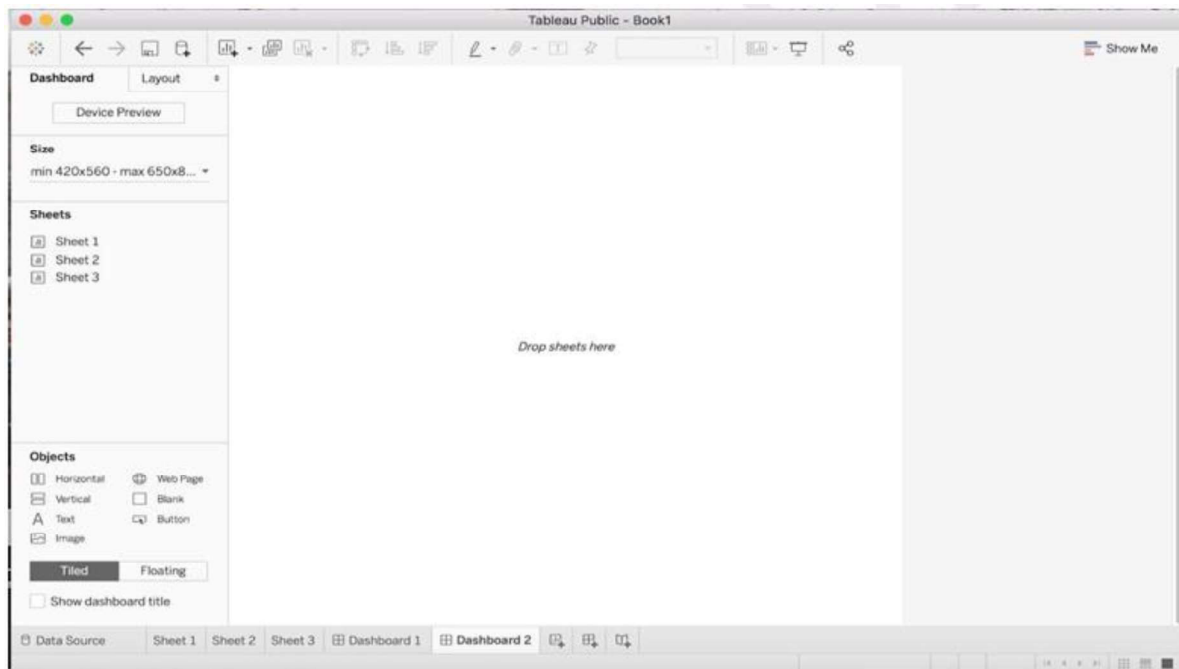 Tableau Public - Book1
Show Me
Dashboard Layout
Device Preview
Size
min 420x560 - max 650x8...
Sheets
Sheet 1
Sheet 2
Sheet 3
Drop sheets here
Objects
Horizontal Web Page
Vertical Blank
Text Button
Image
Tiled Floating
Show dashboard title
Data Source Sheet 1 Sheet 2 Sheet 3 Dashboard 1 Dashboard 2